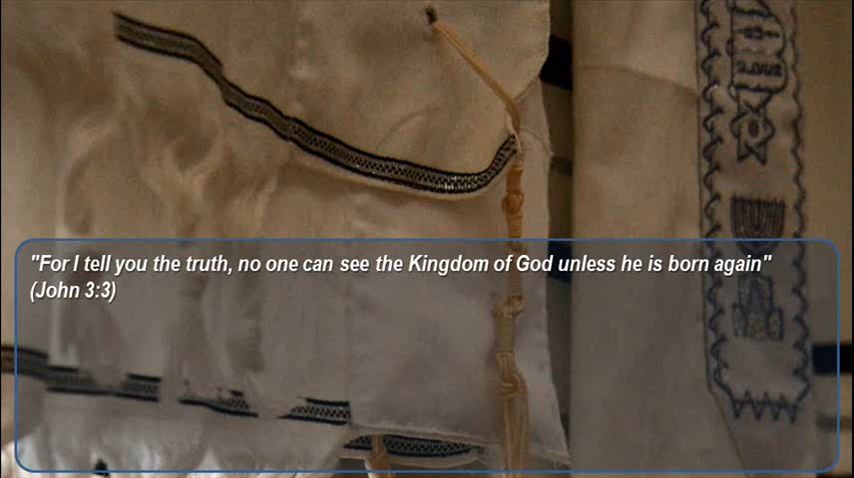 "For I tell you the truth, no one can see the Kingdom of God unless he is born again"
(John 3:3)